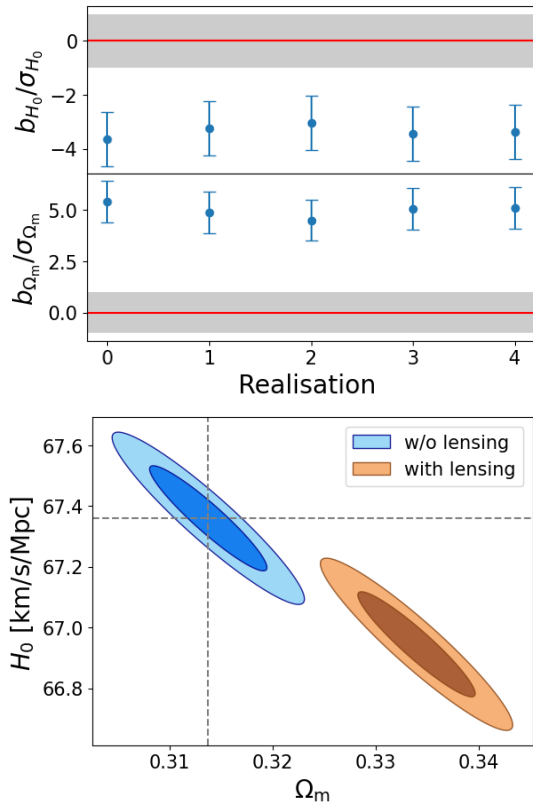 0
−2
−4
b_{H_0}/σ_{H_0}
5.0
2.5
0.0
b_{Ω_m}/σ_{Ω_m}
0 1 2 3 4
Realisation
67.6
67.4
67.2
67.0
66.8
H_0 [km/s/Mpc]
w/o lensing
with lensing
0.31 0.32 0.33 0.34
Ω_m